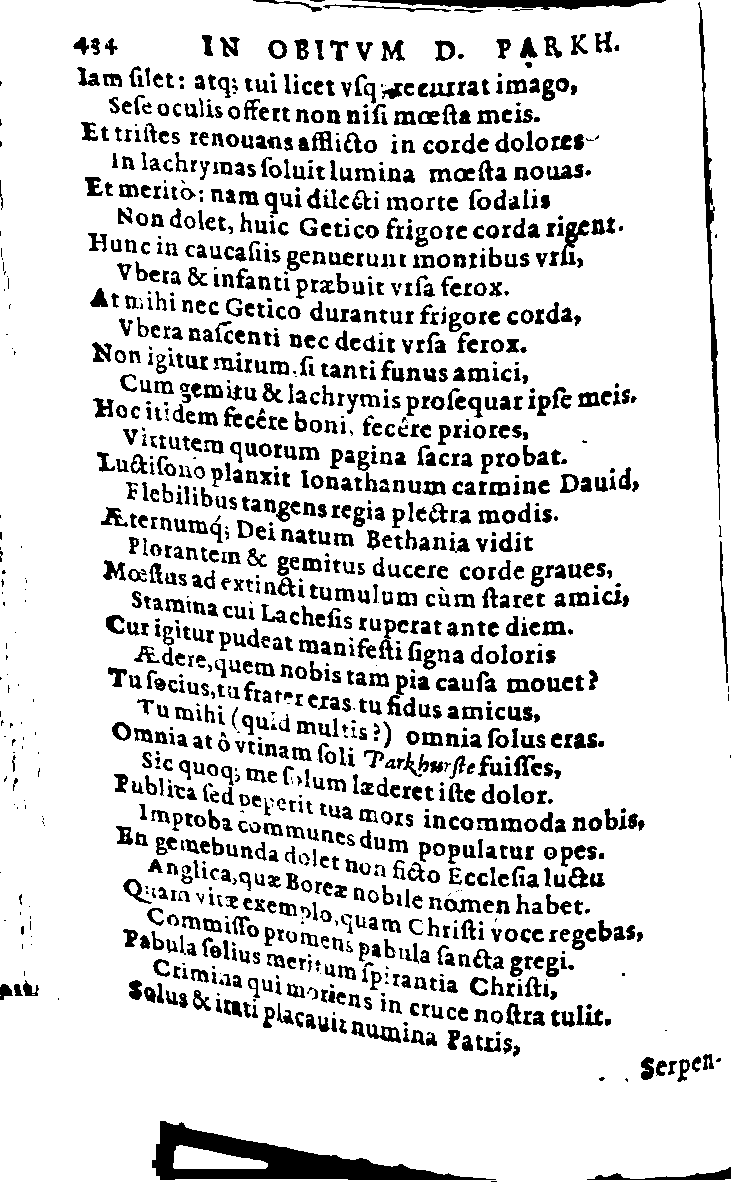 434 IN OBITVM D. PARKH.
Iam ſilet: atq; tui licet vſq; recurrat imago,
Seſe oculis offert non niſi mœſta meis.
Et triſtes renouans afflicto in corde dolores
In lachrymas ſoluit lumina mœſta nouas.
Et meritò: nam qui dilecti morte ſodalis
Non dolet, huic Getico frigore corda rigent.
Hunc in caucaſiis genuerunt montibus vrſi,
Vbera & infanti præbuit vrſa ferox.
At mihi nec Getico durantur frigore corda,
Vbera naſcenti nec dedit vrſa ferox.
Non igitur mirum, ſi tanti funus amici,
Cum gemitu & lachrymis proſequar ipſe meis.
Hoc itidem fecêre boni, fecêre priores,
Virtutem quorum pagina ſacra probat.
Luctiſono planxit Ionathanum carmine Dauid,
Flebilibus tangens regia plectra modis.
Æternumq́; Dei natum Bethania vidit
Plorantem & gemitus ducere corde graues,
Mœſtus ad extincti tumulum cùm ſtaret amici,
Stamina cui Lacheſis ruperat ante diem.
Cur igitur pudeat manifeſti ſigna doloris
Ædere, quem nobis tam pia cauſa mouet?
Tu ſocius, tu frater eras tu fidus amicus,
Tu mihi (quid multis?) omnia ſolus eras.
Omnia at ô vtinam ſoli Parkhurſte fuiſſes,
Sic quoq; me ſolum læderet iſte dolor.
Publica ſed peperit tua mors incommoda nobis,
Improba communes dum populatur opes.
En gemebunda dolet non ficto Eccleſia luctu
Anglica, quæ Boreæ nobile nomen habet.
Quam vitæ exemplo, quam Chriſti voce regebas,
Commiſſo promens pabula ſancta gregi.
Pabula ſolius meritum ſpirantia Chriſti,
Crimina qui moriens in cruce noſtra tulit.
Solus & irati placauit numina Patris,
Serpen-